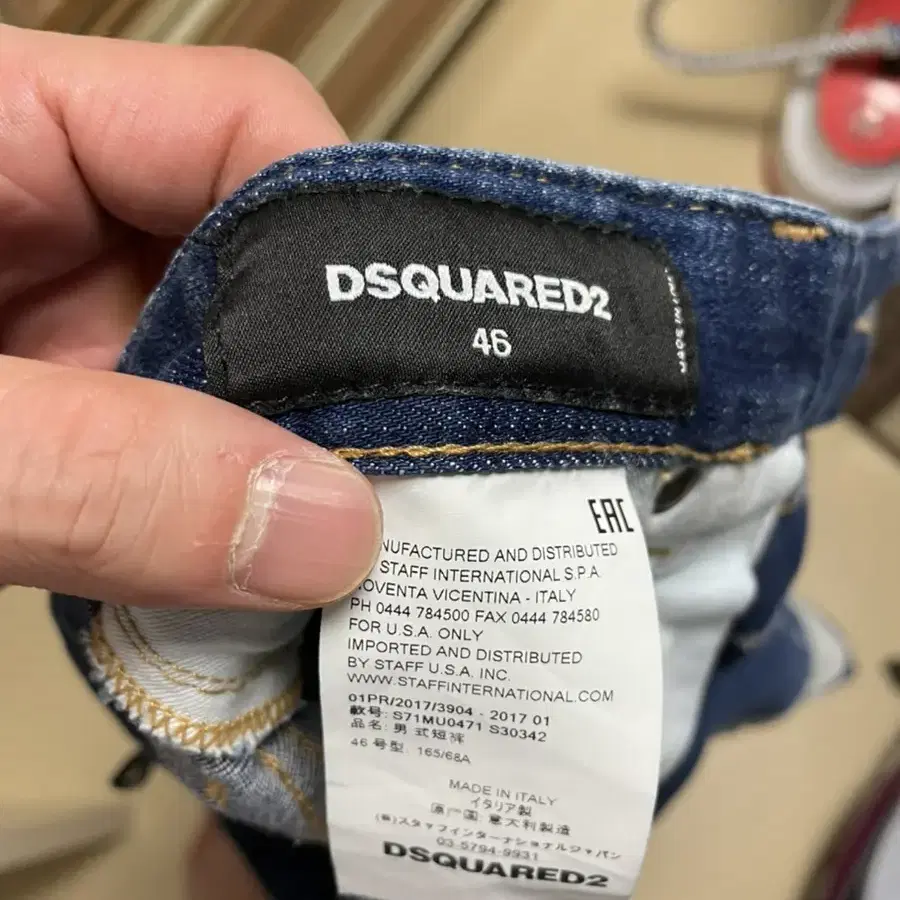 DSQUARED2
46
MADE IN
EAC
NUFACTURED AND DISTRIBUTED
STAFF INTERNATIONAL S.P.A.
OVENTA VICENTINA - ITALY
PH 0444 784500 FAX 0444 784580
FOR U.S.A. ONLY
IMPORTED AND DISTRIBUTED
BY STAFF U.S.A. INC.
WWW.STAFFINTERNATIONAL.COM
01PR/2017/3904 - 2017 01
款号: S71MU0471 S30342
品名: 男式短裤
46 号型: 165/68A
MADE IN ITALY
イタリア製
原产国: 意大利製造
(株)スタッフインターナショナルジャパン
03-5794-9931
DSQUARED2